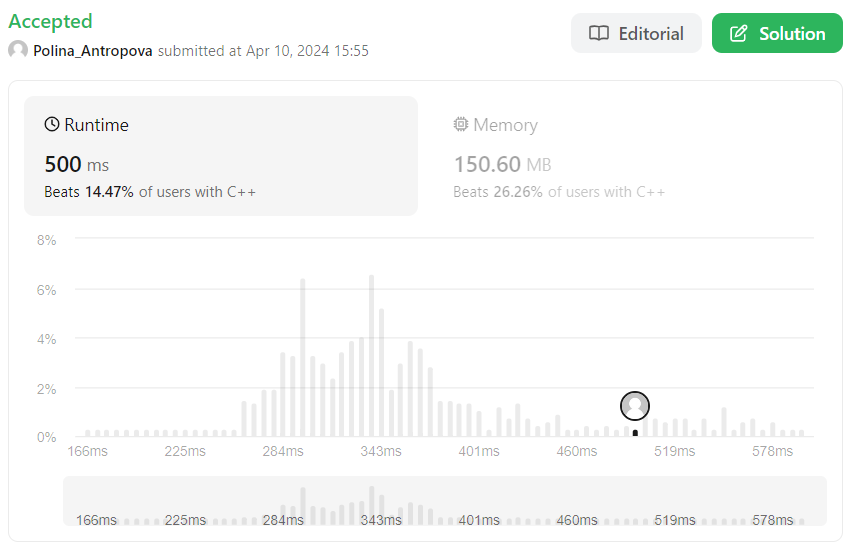 Accepted
Polina_Antropova submitted at Apr 10, 2024 15:55
Editorial
Solution
Runtime
500 ms
Beats 14.47% of users with C++
Memory
150.60 MB
Beats 26.26% of users with C++
8%
6%
4%
2%
0%
166ms 225ms 284ms 343ms 401ms 460ms 519ms 578ms
166ms 225ms 284ms 343ms 401ms 460ms 519ms 578ms